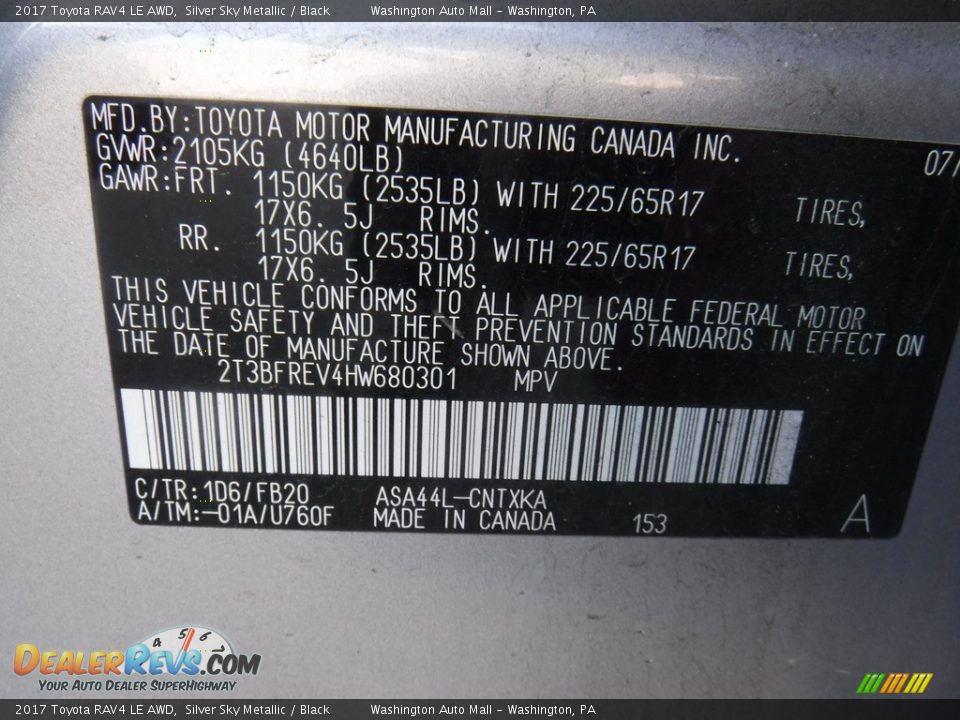 2017 Toyota RAV4 LE AWD, Silver Sky Metallic / Black Washington Auto Mall - Washington, PA
MFD.BY:TOYOTA MOTOR MANUFACTURING CANADA INC.
GVWR:2105KG (4640LB) 07/
GAWR:FRT. 1150KG (2535LB) WITH 225/65R17 TIRES,
17X6. 5J RIMS.
RR. 1150KG (2535LB) WITH 225/65R17 TIRES,
17X6. 5J RIMS.
THIS VEHICLE CONFORMS TO ALL APPLICABLE FEDERAL MOTOR
VEHICLE SAFETY AND THEFT PREVENTION STANDARDS IN EFFECT ON
THE DATE OF MANUFACTURE SHOWN ABOVE.
2T3BFREV4HW680301 MPV
C/TR:1D6/FB20 ASA44L-CNTXKA
A/TM:-01A/U760F MADE IN CANADA 153 A
4 5 6
DEALERREVS.COM
YOUR AUTO DEALER SUPERHIGHWAY
2017 Toyota RAV4 LE AWD, Silver Sky Metallic / Black Washington Auto Mall - Washington, PA